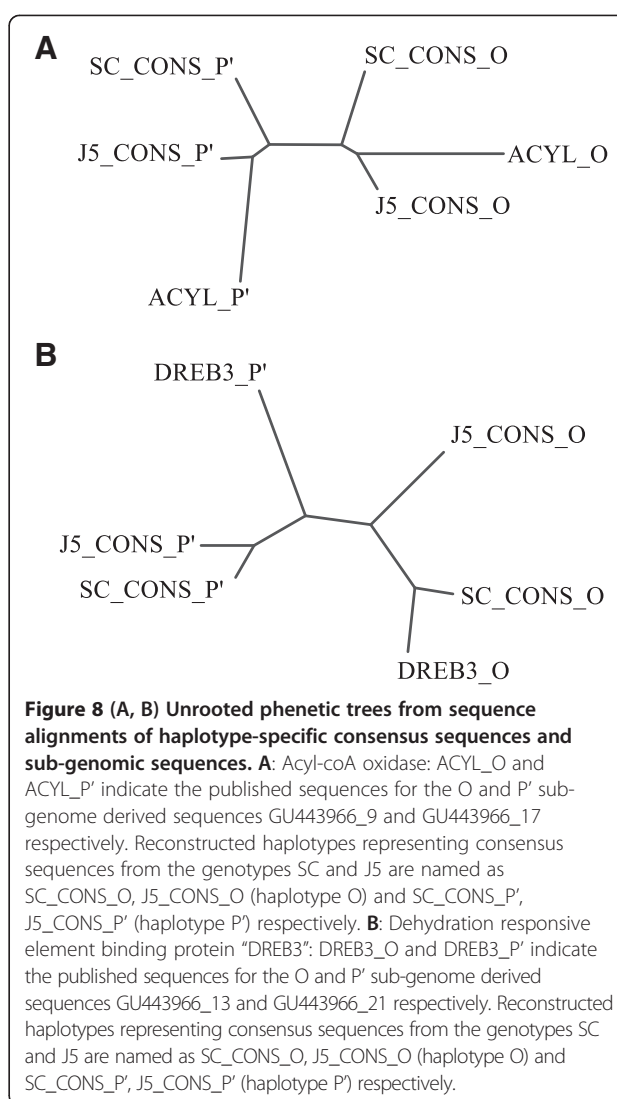 A
SC_CONS_P'
SC_CONS_O
J5_CONS_P'
ACYL_O
J5_CONS_O
ACYL_P'
B
DREB3_P'
J5_CONS_O
J5_CONS_P'
SC_CONS_P'
SC_CONS_O
DREB3_O
Figure 8 (A, B) Unrooted phenetic trees from sequence
alignments of haplotype-specific consensus sequences and
sub-genomic sequences. A: Acyl-coA oxidase: ACYL_O and
ACYL_P’ indicate the published sequences for the O and P’ sub-
genome derived sequences GU443966_9 and GU443966_17
respectively. Reconstructed haplotypes representing consensus
sequences from the genotypes SC and J5 are named as
SC_CONS_O, J5_CONS_O (haplotype O) and SC_CONS_P’,
J5_CONS_P’ (haplotype P’) respectively. B: Dehydration responsive
element binding protein “DREB3”: DREB3_O and DREB3_P’ indicate
the published sequences for the O and P’ sub-genome derived
sequences GU443966_13 and GU443966_21 respectively. Reconstructed
haplotypes representing consensus sequences from the genotypes SC
and J5 are named as SC_CONS_O, J5_CONS_O (haplotype O) and
SC_CONS_P’, J5_CONS_P’ (haplotype P’) respectively.